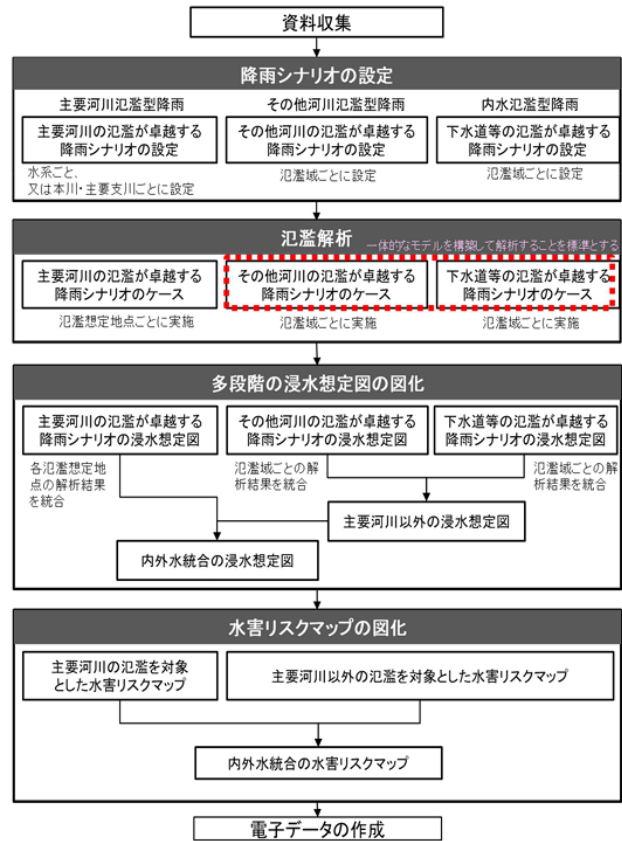 資料収集
降雨シナリオの設定
主要河川氾濫型降雨
その他河川氾濫型降雨
内水氾濫型降雨
主要河川の氾濫が卓越する
降雨シナリオの設定
その他河川の氾濫が卓越する
降雨シナリオの設定
下水道等の氾濫が卓越する
降雨シナリオの設定
水系ごと、
又は本川・主要支川ごとに設定
氾濫域ごとに設定
氾濫域ごとに設定
氾濫解析
一体的なモデルを構築して解析することを標準とする
主要河川の氾濫が卓越する
降雨シナリオのケース
その他河川の氾濫が卓越する
降雨シナリオのケース
下水道等の氾濫が卓越する
降雨シナリオのケース
氾濫想定地点ごとに実施
氾濫域ごとに実施
氾濫域ごとに実施
多段階の浸水想定図の図化
主要河川の氾濫が卓越する
降雨シナリオの浸水想定図
その他河川の氾濫が卓越する
降雨シナリオの浸水想定図
下水道等の氾濫が卓越する
降雨シナリオの浸水想定図
各氾濫想定地
点の解析結果
を統合
氾濫域ごとの解
析結果を統合
氾濫域ごとの解
析結果を統合
主要河川以外の浸水想定図
内外水統合の浸水想定図
水害リスクマップの図化
主要河川の氾濫を対象
とした水害リスクマップ
主要河川以外の氾濫を対象とした水害リスクマップ
内外水統合の水害リスクマップ
電子データの作成